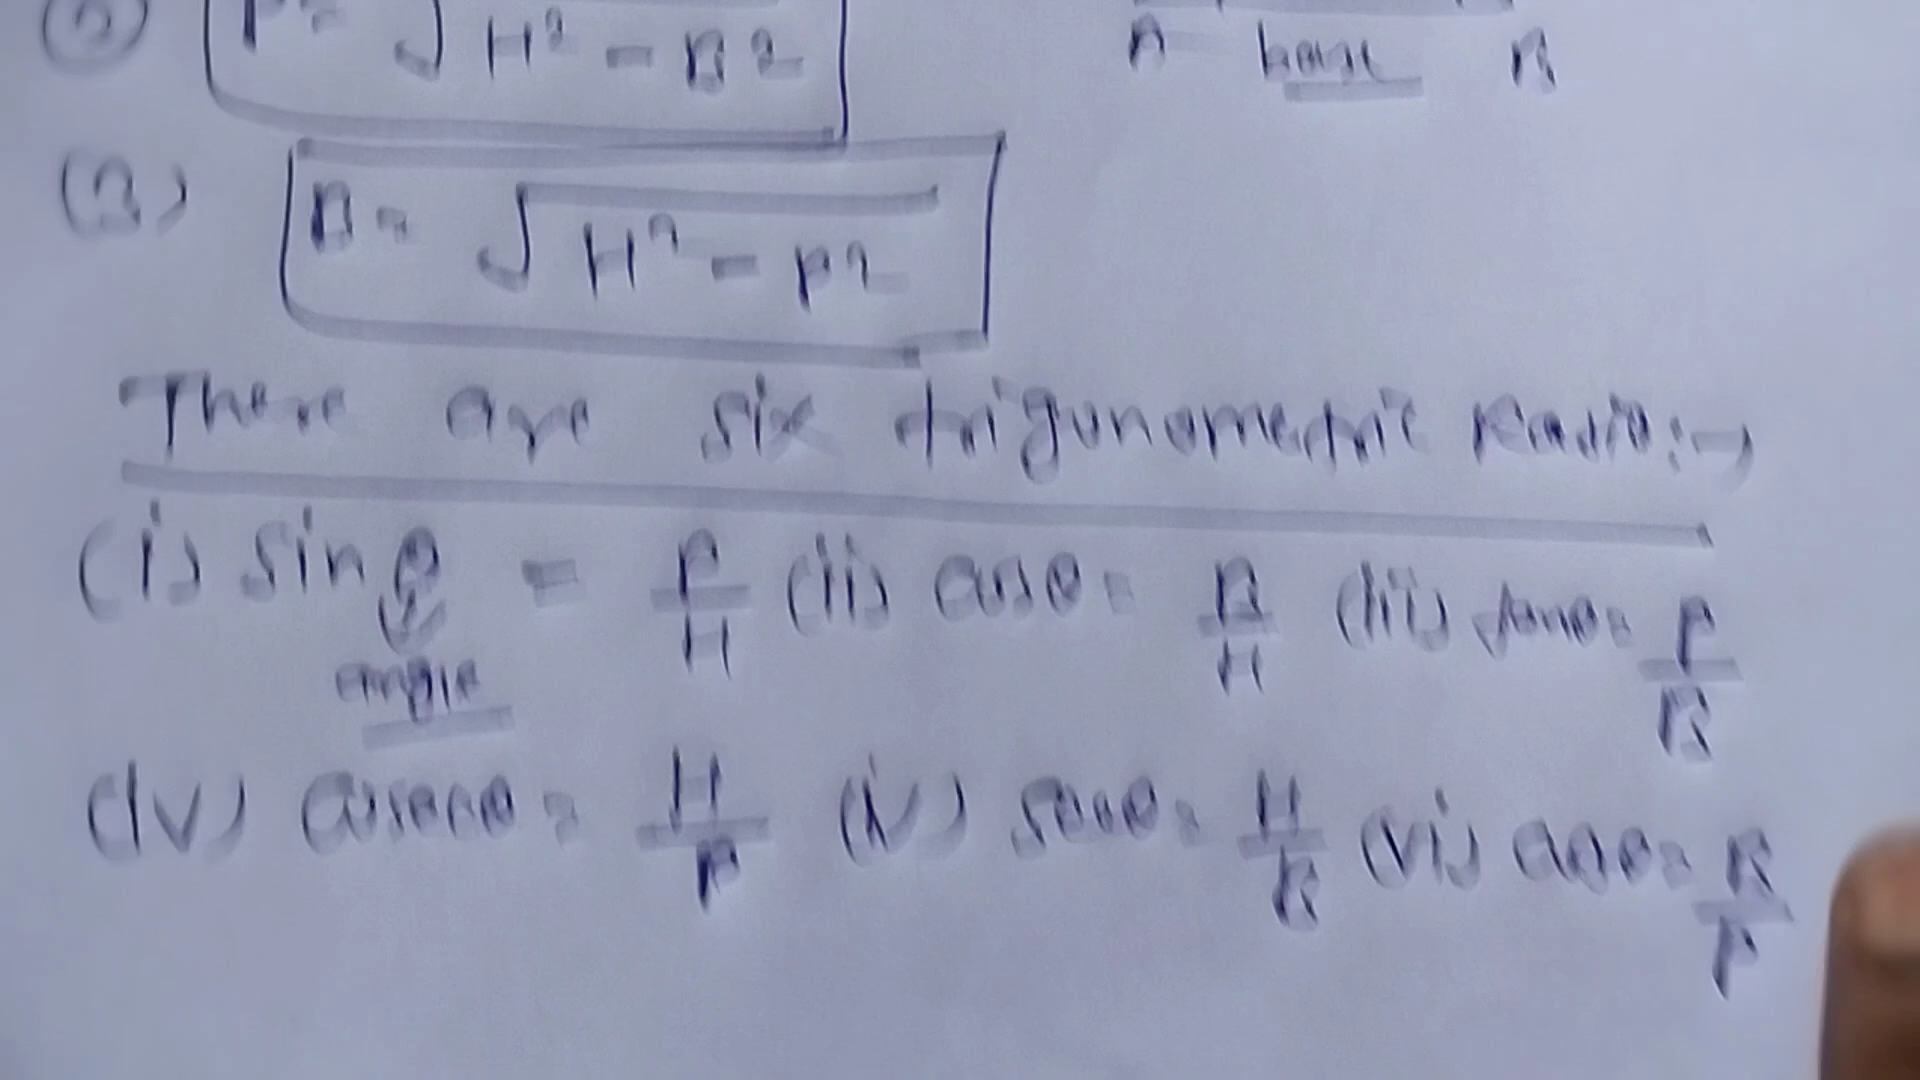 (2) P = √H² - B²
A base B
(3) B = √H² - P²
There are six trigonometric Ratio :-)
(i) sin θ = P/H (ii) cosθ = B/H (iii) tanθ = P/B
angle
(iv) cosecθ = H/P (v) secθ = H/B (vi) cotθ = B/P